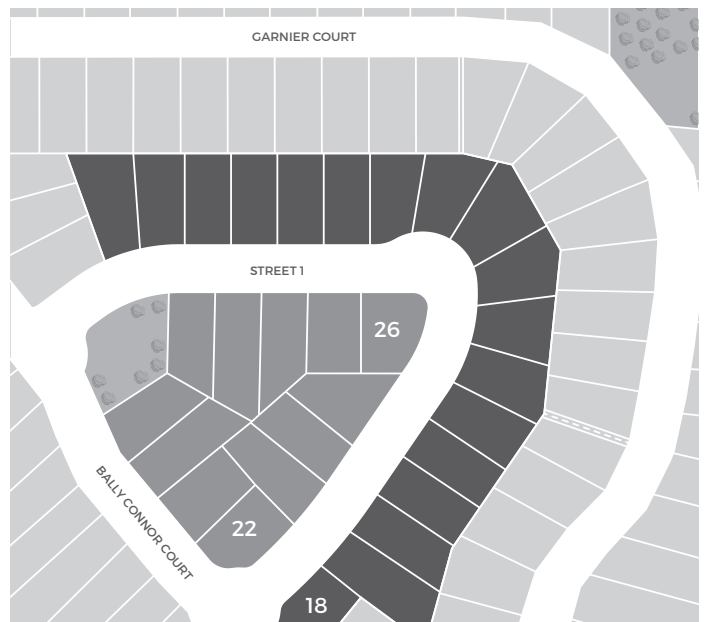 GARNIER COURT
STREET 1
26
22
BALLY CONNOR COURT
18